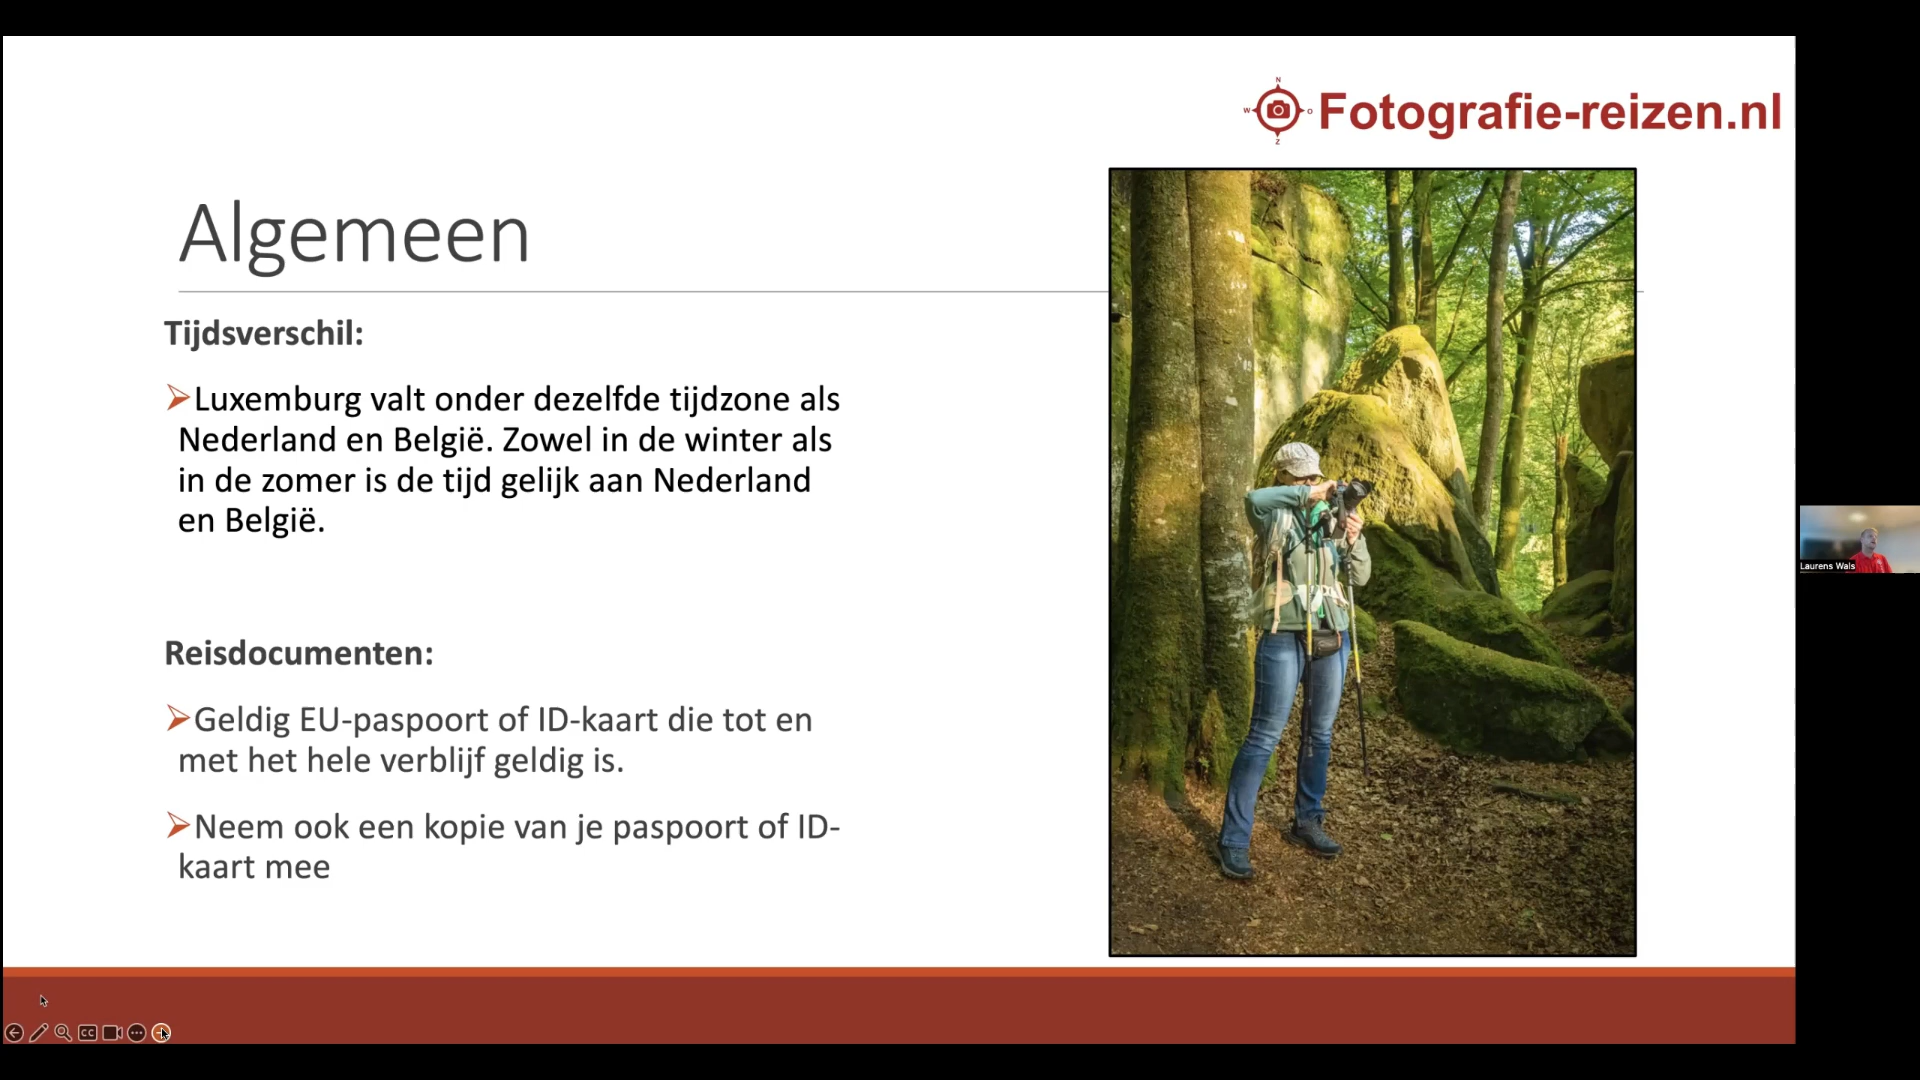 N
W O
Z
Fotografie-reizen.nl
Algemeen
Tijdsverschil:
Luxemburg valt onder dezelfde tijdzone als
Nederland en België. Zowel in de winter als
in de zomer is de tijd gelijk aan Nederland
en België.
Reisdocumenten:
Geldig EU-paspoort of ID-kaart die tot en
met het hele verblijf geldig is.
Neem ook een kopie van je paspoort of ID-
kaart mee
Laurens Wals
CC